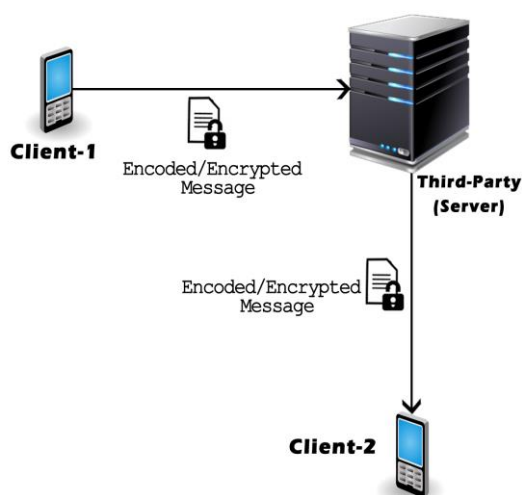 Client-1
Encoded/Encrypted
Message
Third-Party
(Server)
Encoded/Encrypted
Message
Client-2